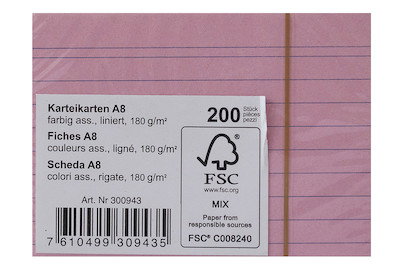 Karteikarten A8
farbig ass., liniert, 180 g/m²
Fiches A8
couleurs ass., ligné, 180 g/m²
Scheda A8
colori ass., rigate, 180 g/m²
Art. Nr 300943
7 610499 309435
200 Stück
pièces
pezzi
FSC
www.fsc.org
MIX
Paper from
responsible sources
FSC® C008240